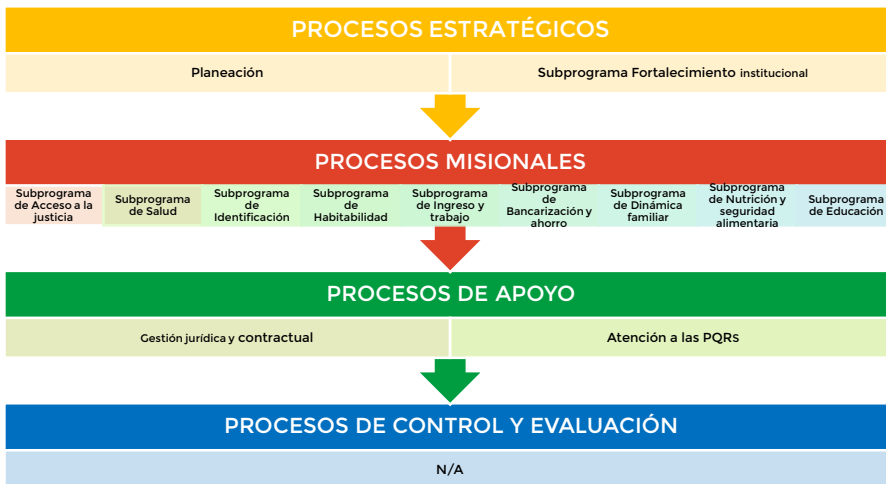 PROCESOS ESTRATÉGICOS
Planeación
Subprograma Fortalecimiento institucional
PROCESOS MISIONALES
Subprograma
de Acceso a la
justicia
Subprograma
de Salud
Subprograma
de
Identificación
Subprograma
de
Habitabilidad
Subprograma
de Ingreso y
trabajo
Subprograma
de
Bancarización y
ahorro
Subprograma
de Dinámica
familiar
Subprograma
de Nutrición y
seguridad
alimentaria
Subprograma
de Educación
PROCESOS DE APOYO
Gestión jurídica y contractual
Atención a las PQRs
PROCESOS DE CONTROL Y EVALUACIÓN
N/A